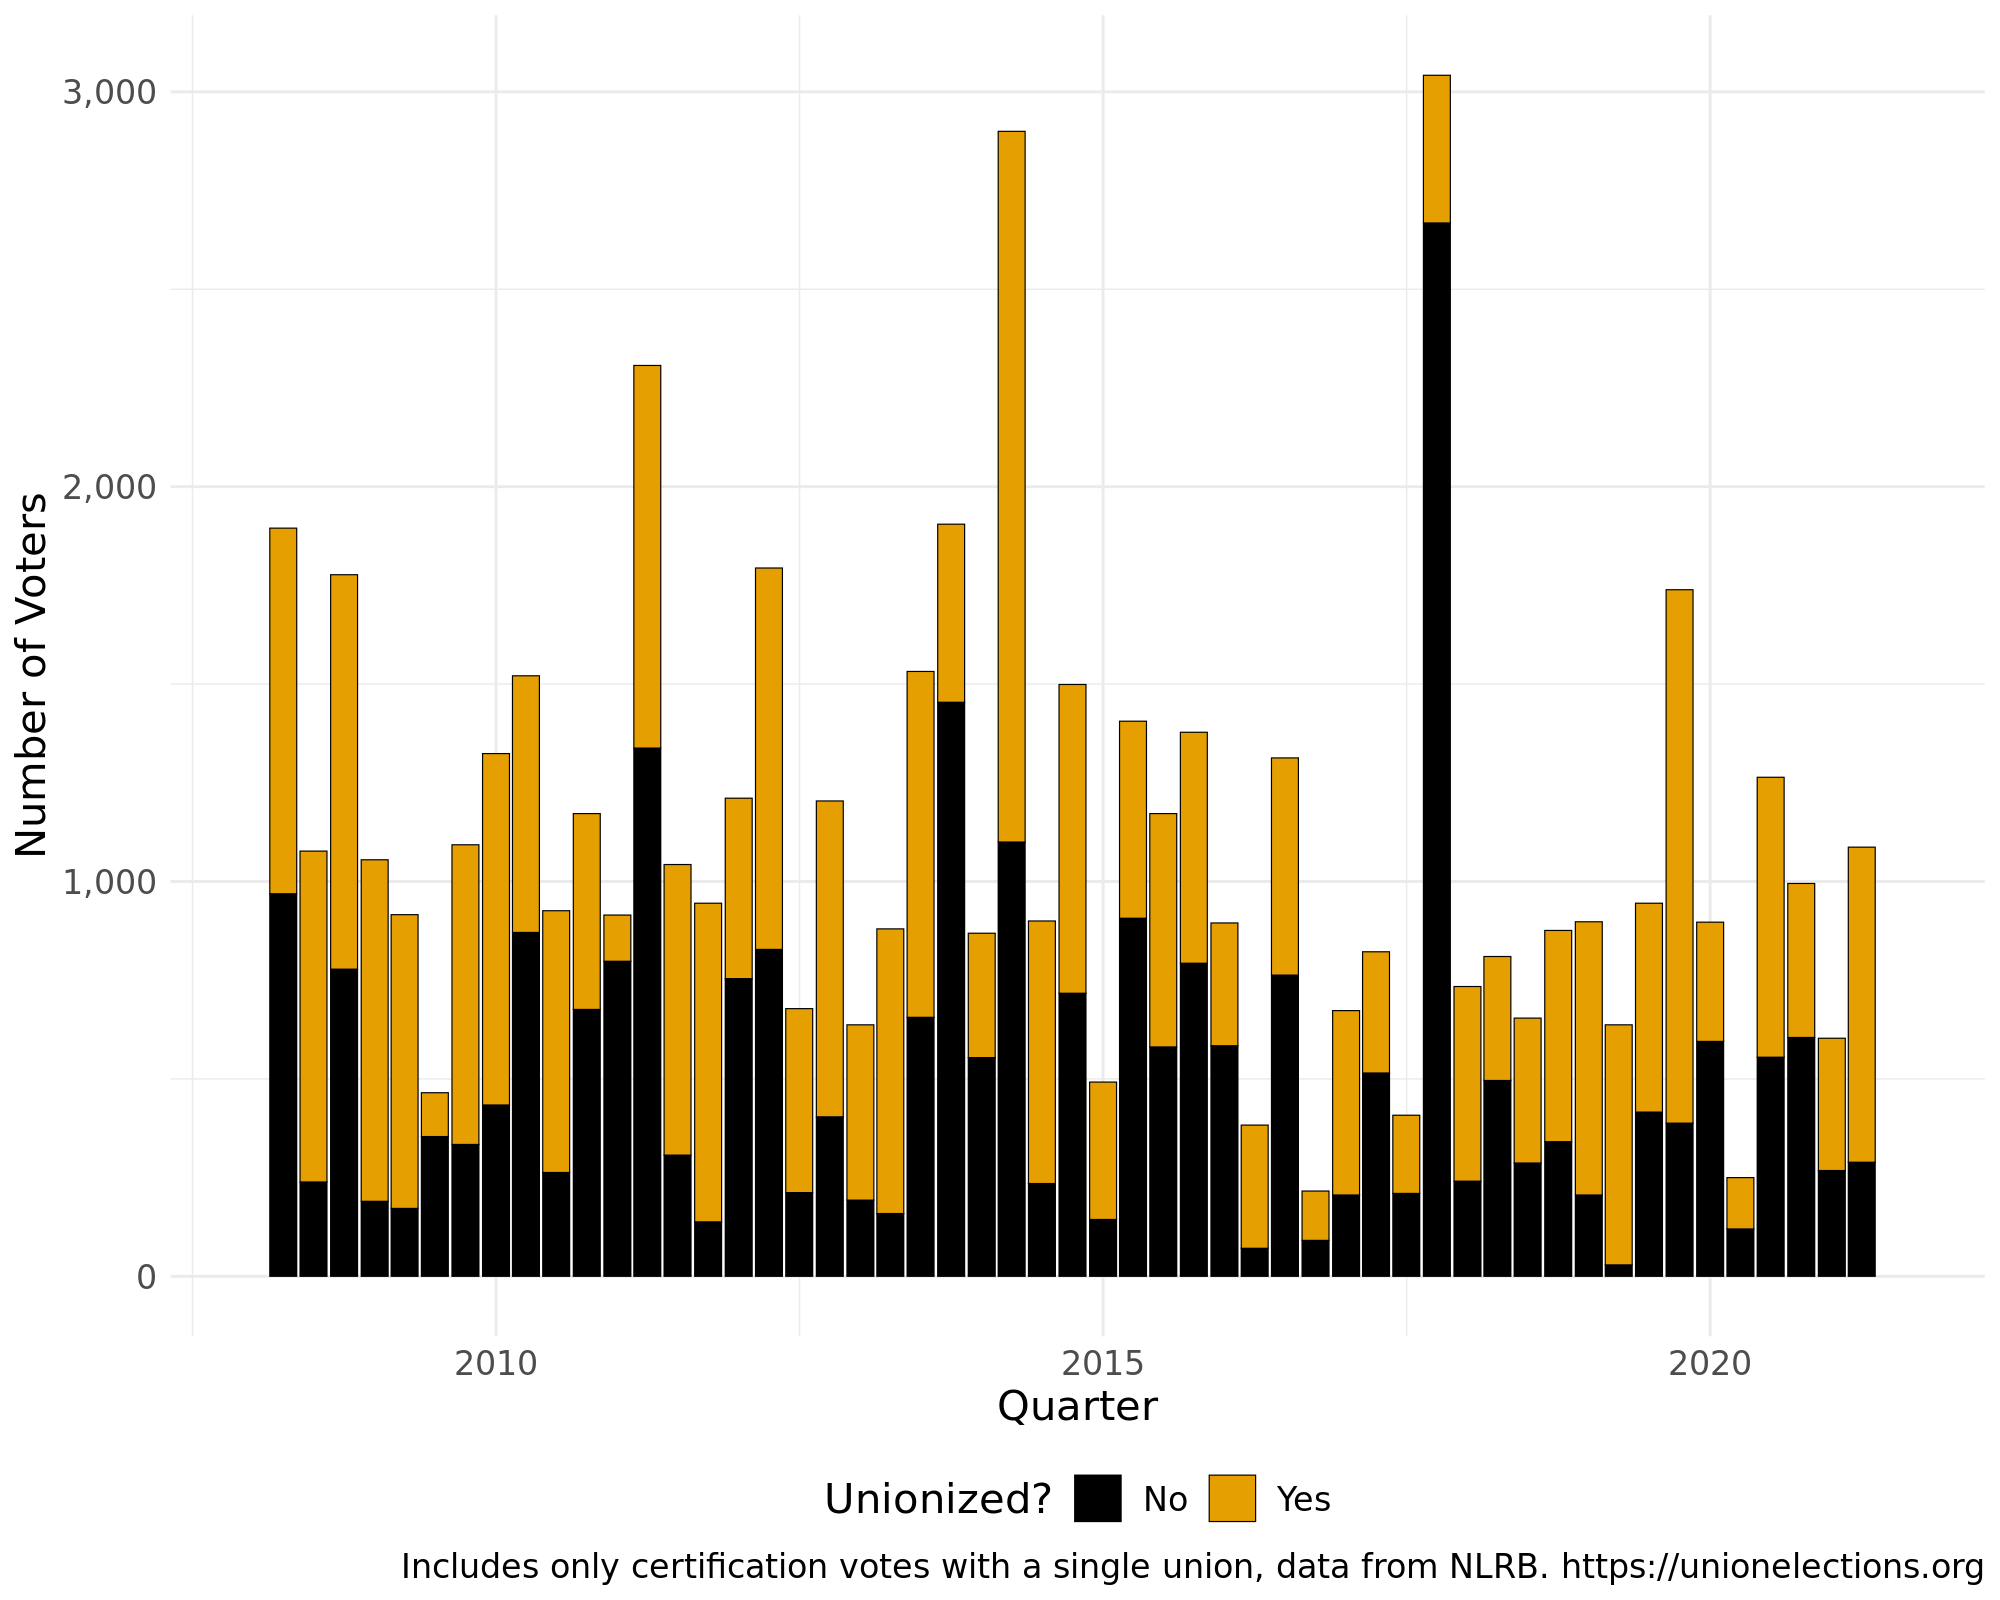 3,000
2,000
1,000
0
Number of Voters
2010 2015 2020
Quarter
Unionized? No Yes
Includes only certification votes with a single union, data from NLRB. https://unionelections.org